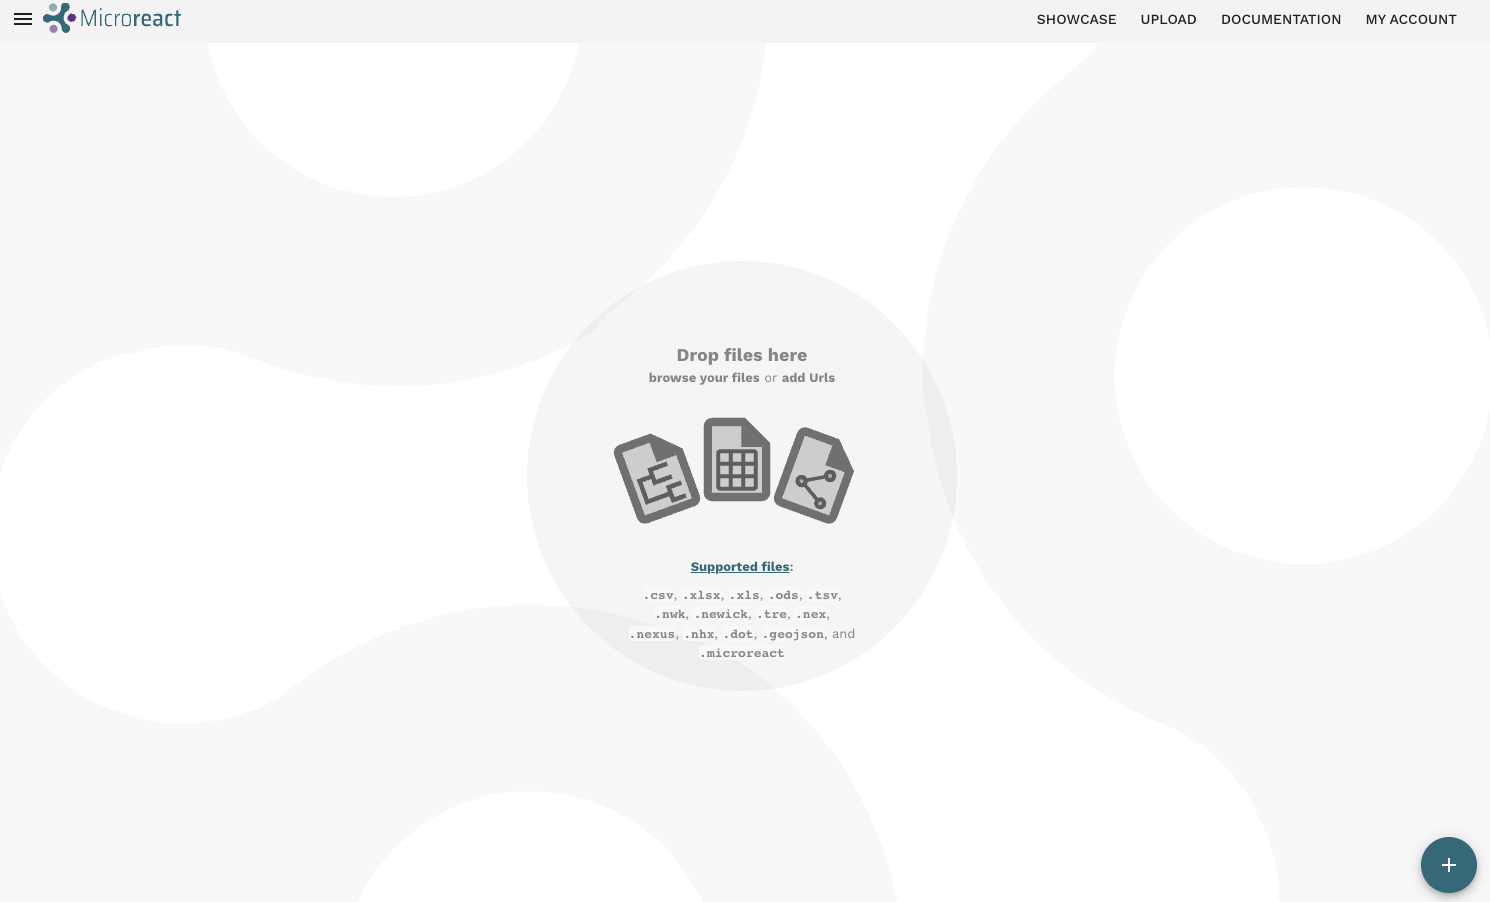 Microreact
SHOWCASE UPLOAD DOCUMENTATION MY ACCOUNT
Drop files here
browse your files or add Urls
Supported files:
.csv, .xlsx, .xls, .ods, .tsv,
.nwk, .newick, .tre, .nex,
.nexus, .nhx, .dot, .geojson, and
.microreact